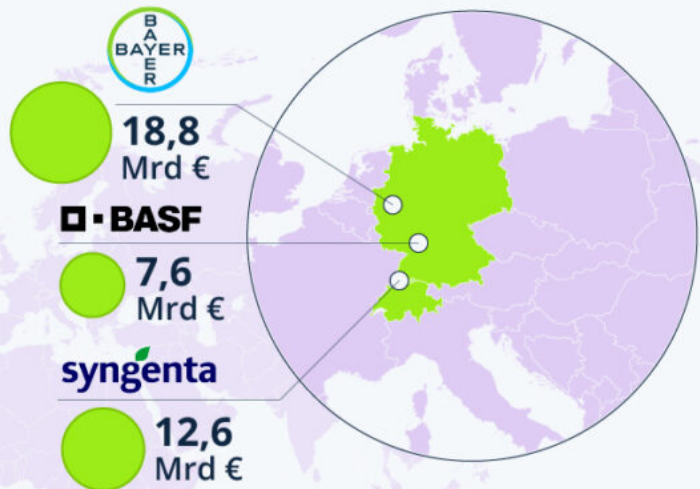 BAYER
BAYER
18,8
Mrd €
BASF
7,6
Mrd €
syngenta
12,6
Mrd €